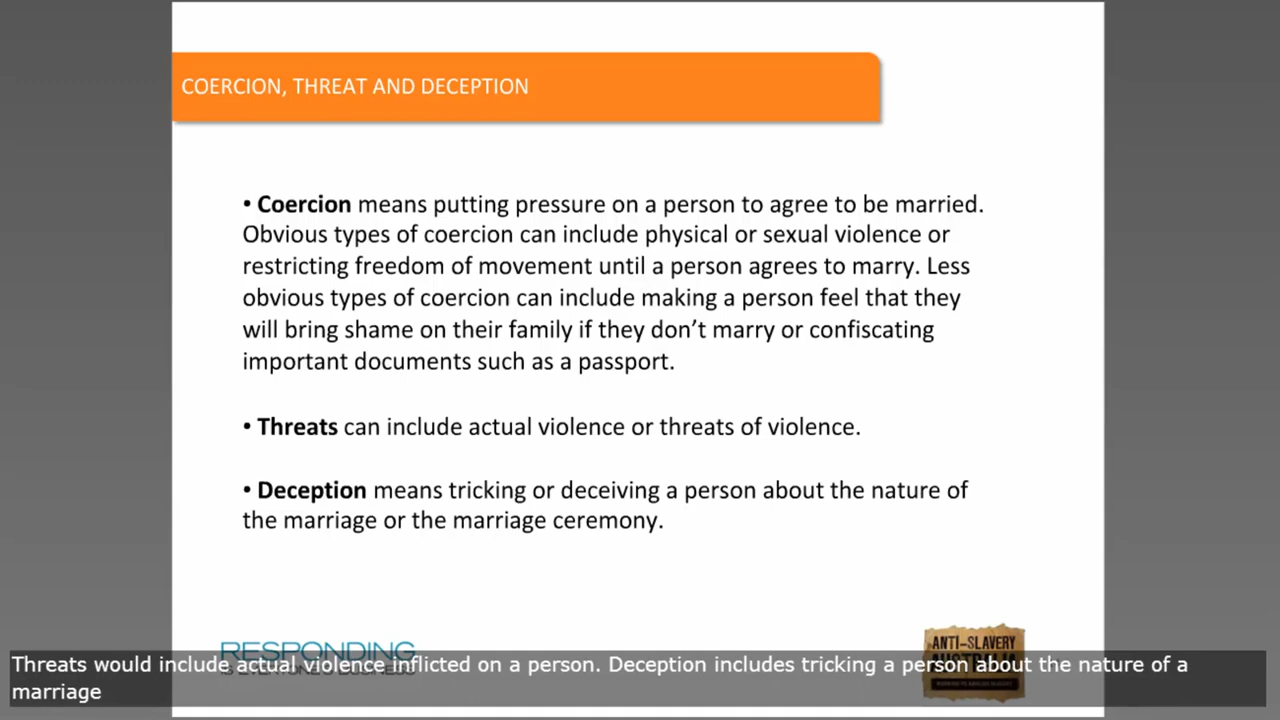 COERCION, THREAT AND DECEPTION
• Coercion means putting pressure on a person to agree to be married.
Obvious types of coercion can include physical or sexual violence or
restricting freedom of movement until a person agrees to marry. Less
obvious types of coercion can include making a person feel that they
will bring shame on their family if they don’t marry or confiscating
important documents such as a passport.
• Threats can include actual violence or threats of violence.
• Deception means tricking or deceiving a person about the nature of
the marriage or the marriage ceremony.
RESPONDING
IS EVERYONE'S BUSINESS
ANTI-SLAVERY
AUSTRALIA
Threats would include actual violence inflicted on a person. Deception includes tricking a person about the nature of a
marriage